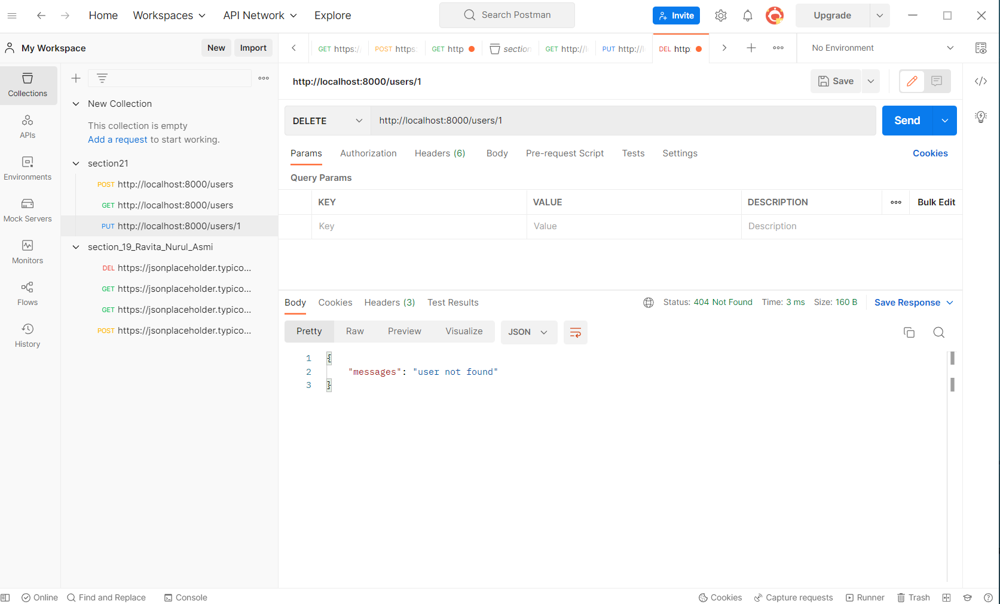 Home Workspaces API Network Explore Search Postman Invite Upgrade
My Workspace New Import
GET https:/ POST https: GET http section GET http://l PUT http://l DEL http: No Environment
Collections
APIs
Environments
Mock Servers
Monitors
Flows
History
New Collection
This collection is empty
Add a request to start working.
section21
POST http://localhost:8000/users
GET http://localhost:8000/users
PUT http://localhost:8000/users/1
section_19_Ravita_Nurul_Asmi
DEL https://jsonplaceholder.typico...
GET https://jsonplaceholder.typico...
GET https://jsonplaceholder.typico...
POST https://jsonplaceholder.typico...
http://localhost:8000/users/1 Save
DELETE http://localhost:8000/users/1 Send
Params Authorization Headers (6) Body Pre-request Script Tests Settings Cookies
Query Params
KEY VALUE DESCRIPTION Bulk Edit
Key Value Description
Body Cookies Headers (3) Test Results Status: 404 Not Found Time: 3 ms Size: 160 B Save Response
Pretty Raw Preview Visualize JSON
1 {
2 "messages": "user not found"
3 }
Online Find and Replace Console Cookies Capture requests Runner Trash